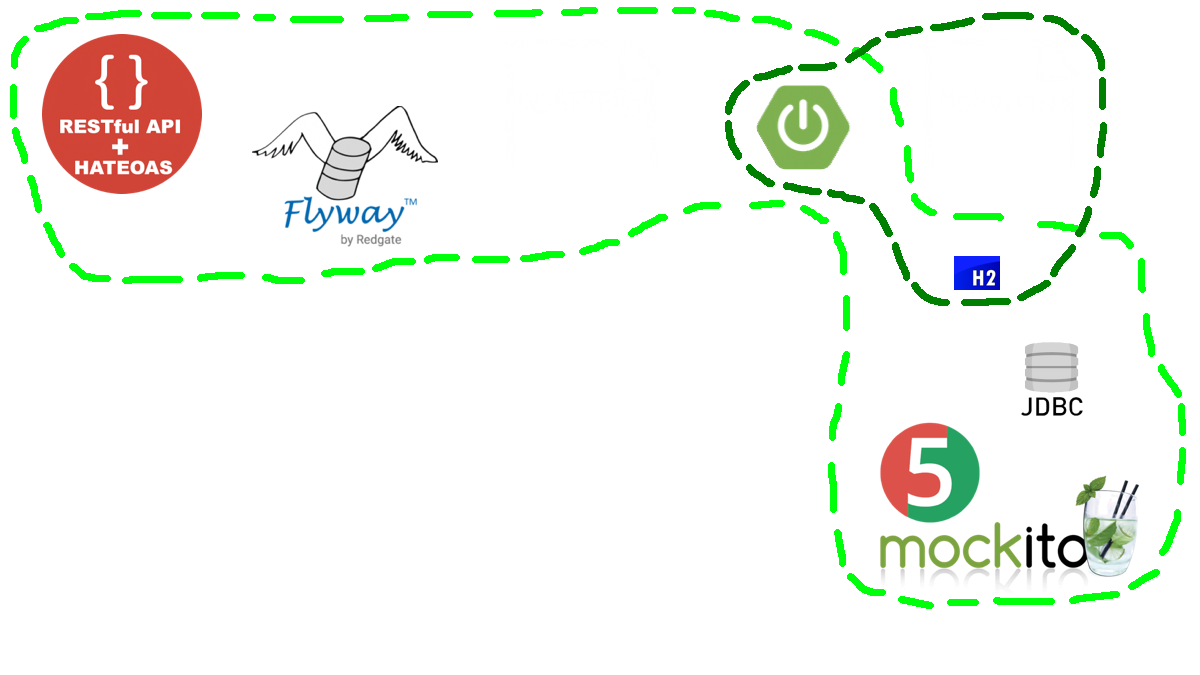 { }
RESTful API
+
HATEOAS
Flyway™
by Redgate
H2
JDBC
5
mockito